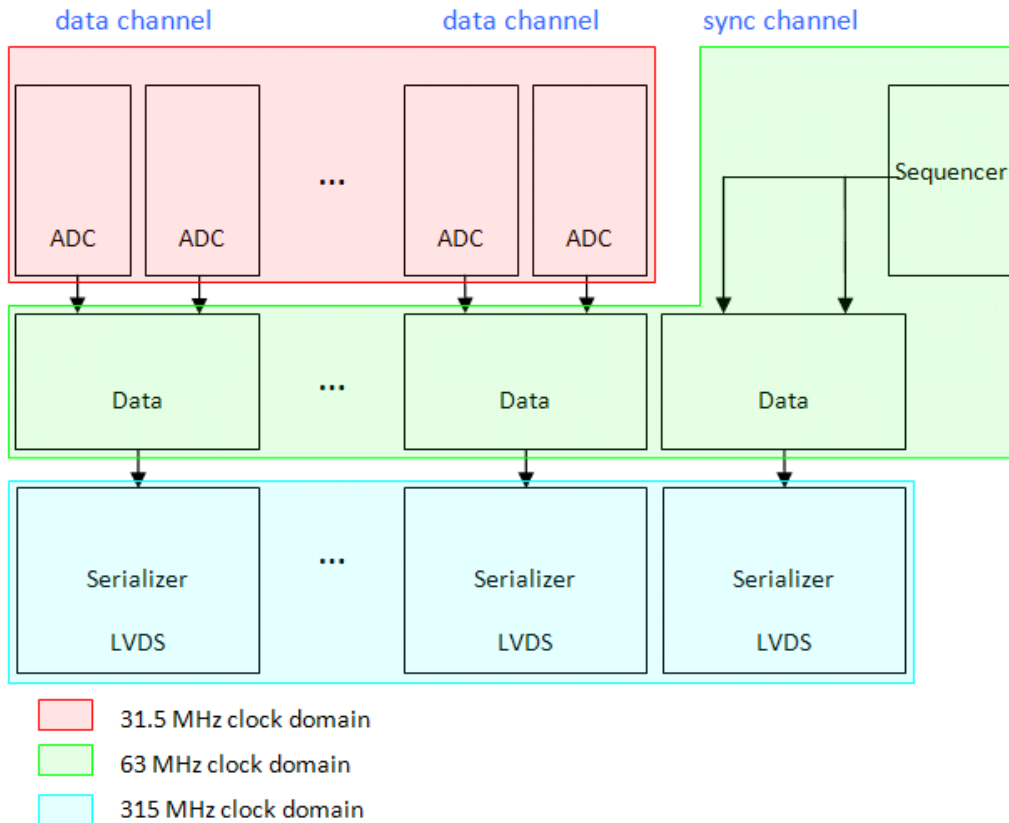 data channel data channel sync channel
... Sequencer
ADC ADC ADC ADC
Data ... Data Data
...
Serializer Serializer Serializer
LVDS LVDS LVDS
31.5 MHz clock domain
63 MHz clock domain
315 MHz clock domain